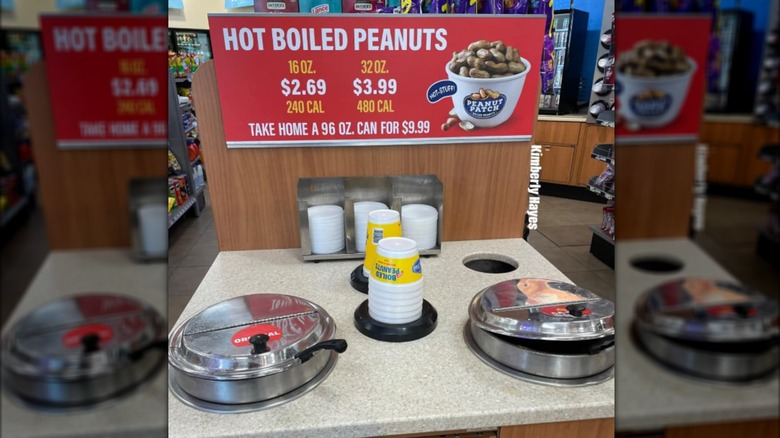 HOT BOILED PEANUTS
16 OZ. 32 OZ.
$2.69 $3.99
240 CAL 480 CAL
TAKE HOME A 96 OZ. CAN FOR $9.99
HOT-STUFF!
PEANUT
PATCH
BOILED
PEANUTS
ORIGINAL
Kimberly Hayes